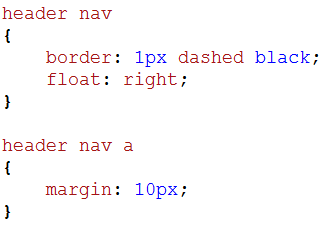 header nav
{
    border: 1px dashed black;
    float: right;
}

header nav a
{
    margin: 10px;
}